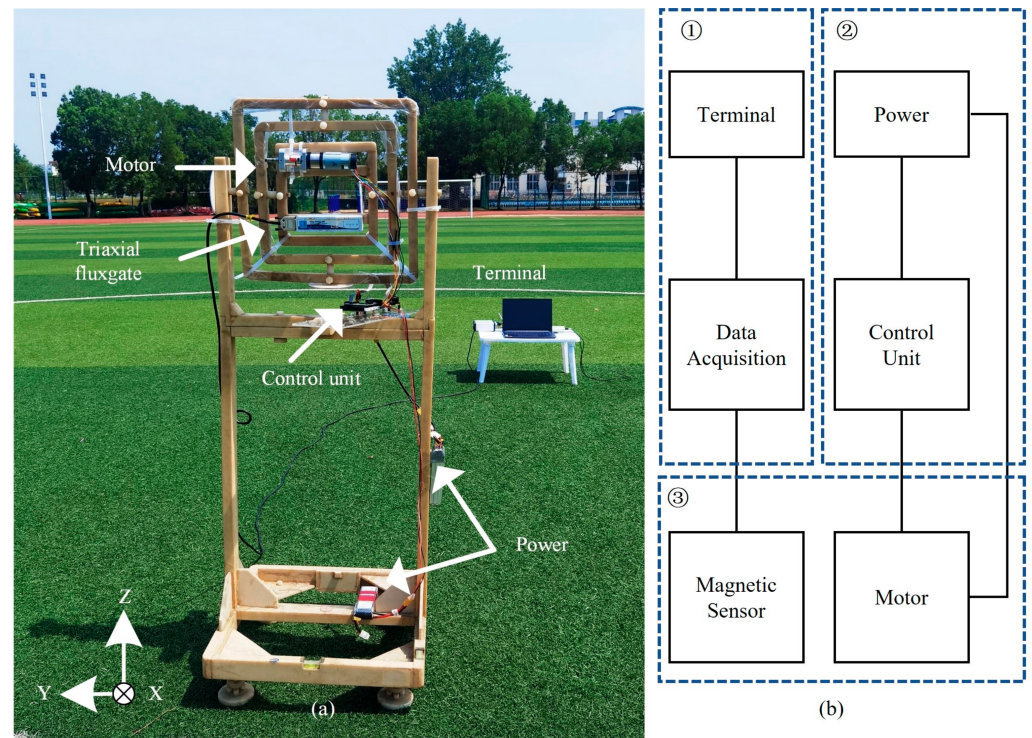 Motor
Triaxial
fluxgate
Terminal
Control unit
Power
Z
Y
X
(a)
①
②
Terminal
Power
Data
Acquisition
Control
Unit
③
Magnetic
Sensor
Motor
(b)